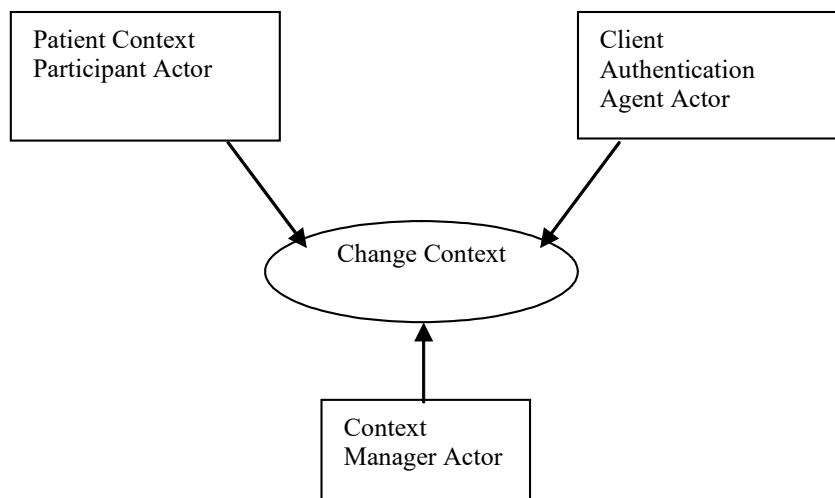 Patient Context
Participant Actor
Client
Authentication
Agent Actor
Change Context
Context
Manager Actor